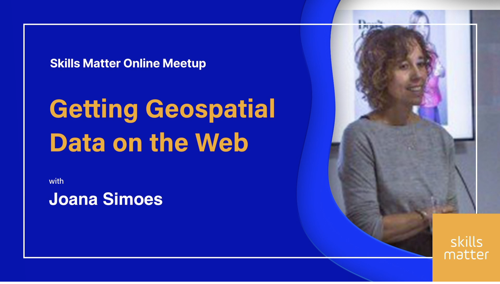 Skills Matter Online Meetup
Getting Geospatial
Data on the Web
with
Joana Simoes
skills
matter